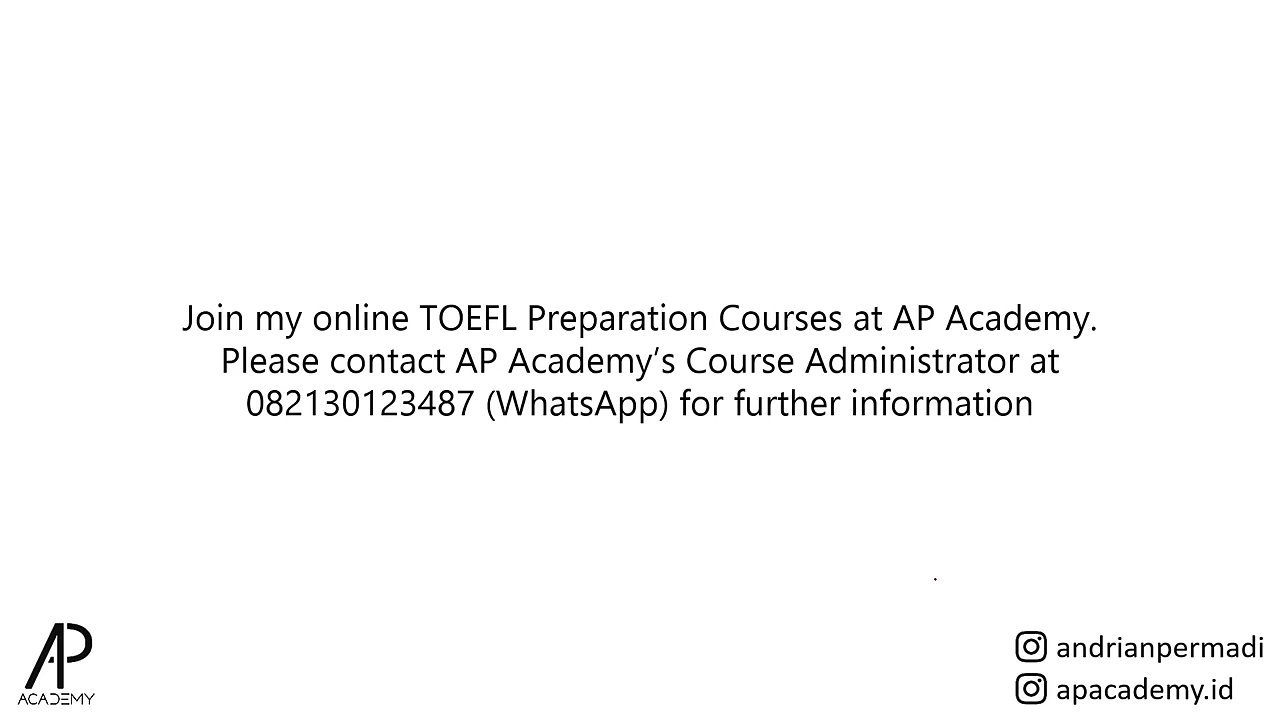 Join my online TOEFL Preparation Courses at AP Academy.
Please contact AP Academy’s Course Administrator at
082130123487 (WhatsApp) for further information
AP
ACADEMY
andrianpermadi
apacademy.id